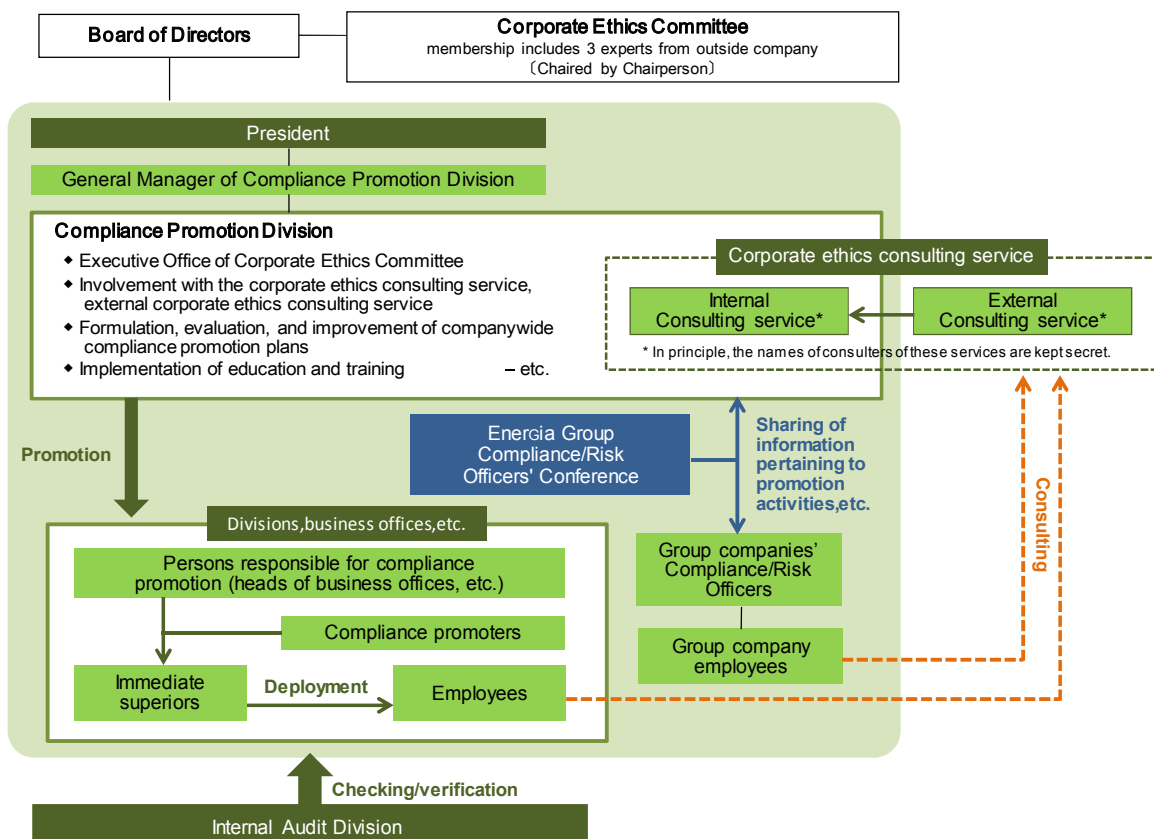 Board of Directors
Corporate Ethics Committee
membership includes 3 experts from outside company
〔Chaired by Chairperson〕
President
General Manager of Compliance Promotion Division
Compliance Promotion Division
◆ Executive Office of Corporate Ethics Committee
◆ Involvement with the corporate ethics consulting service,
external corporate ethics consulting service
◆ Formulation, evaluation, and improvement of companywide
compliance promotion plans
◆ Implementation of education and training – etc.
Corporate ethics consulting service
Internal
Consulting service*
External
Consulting service*
* In principle, the names of consulters of these services are kept secret.
Promotion
Energia Group
Compliance/Risk
Officers' Conference
Sharing of
information
pertaining to
promotion
activities,etc.
Consulting
Divisions,business offices,etc.
Persons responsible for compliance
promotion (heads of business offices, etc.)
Compliance promoters
Immediate
superiors
Deployment
Employees
Group companies’
Compliance/Risk
Officers
Group company
employees
Checking/verification
Internal Audit Division